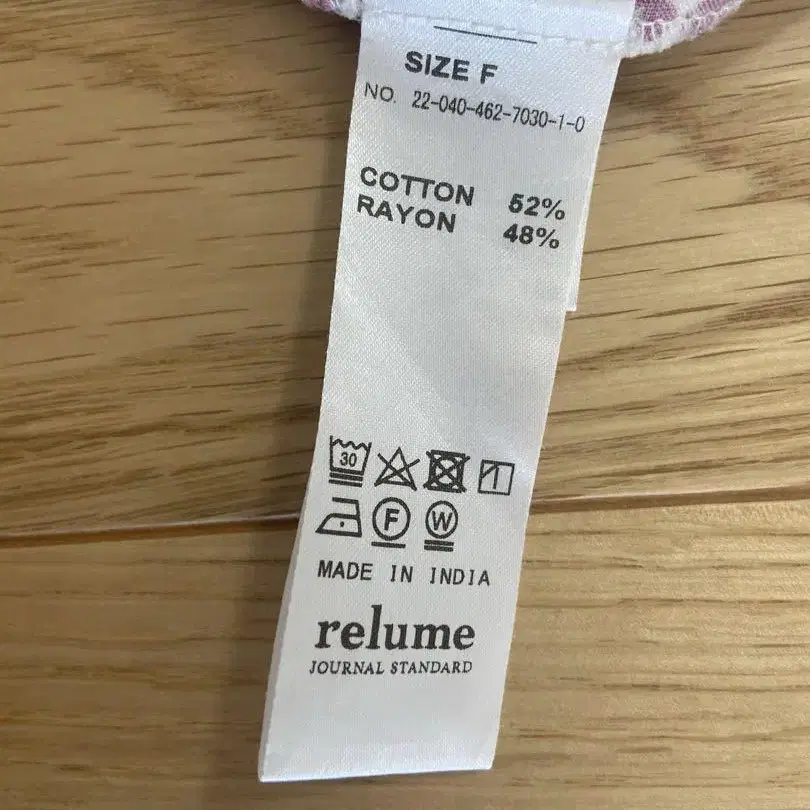 SIZE F
NO. 22-040-462-7030-1-0
COTTON 52%
RAYON 48%
30
F W
MADE IN INDIA
relume
JOURNAL STANDARD